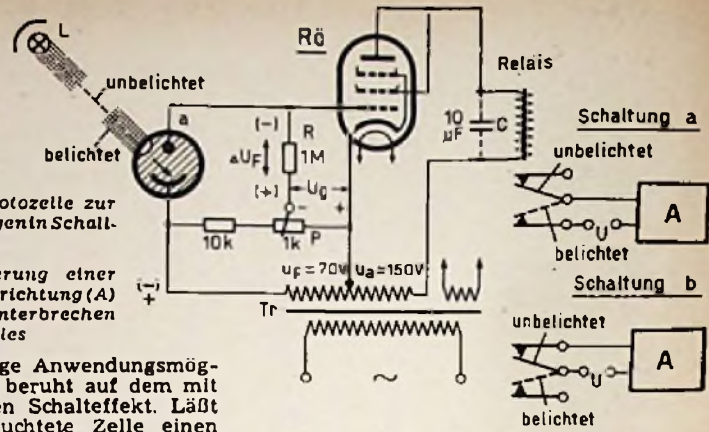 L
Rö
unbelichtet
Relais
a
(−)
R
1M
ΔU_F
10 µF
C
Schaltung a
unbelichtet
belichtet
(+)
U_g
−
+
A
U
belichtet
otozelle zur
gen in Schall-
10k
1k
P
u_F = 70V
u_a = 150V
(−)
+
Tr
erung einer
richtung (A)
nterbrechen
les
Schaltung b
unbelichtet
A
U
belichtet
~
ge Anwendungsmög-
beruht auf dem mit
en Schalteffekt. Läßt
uchtete Zelle einen